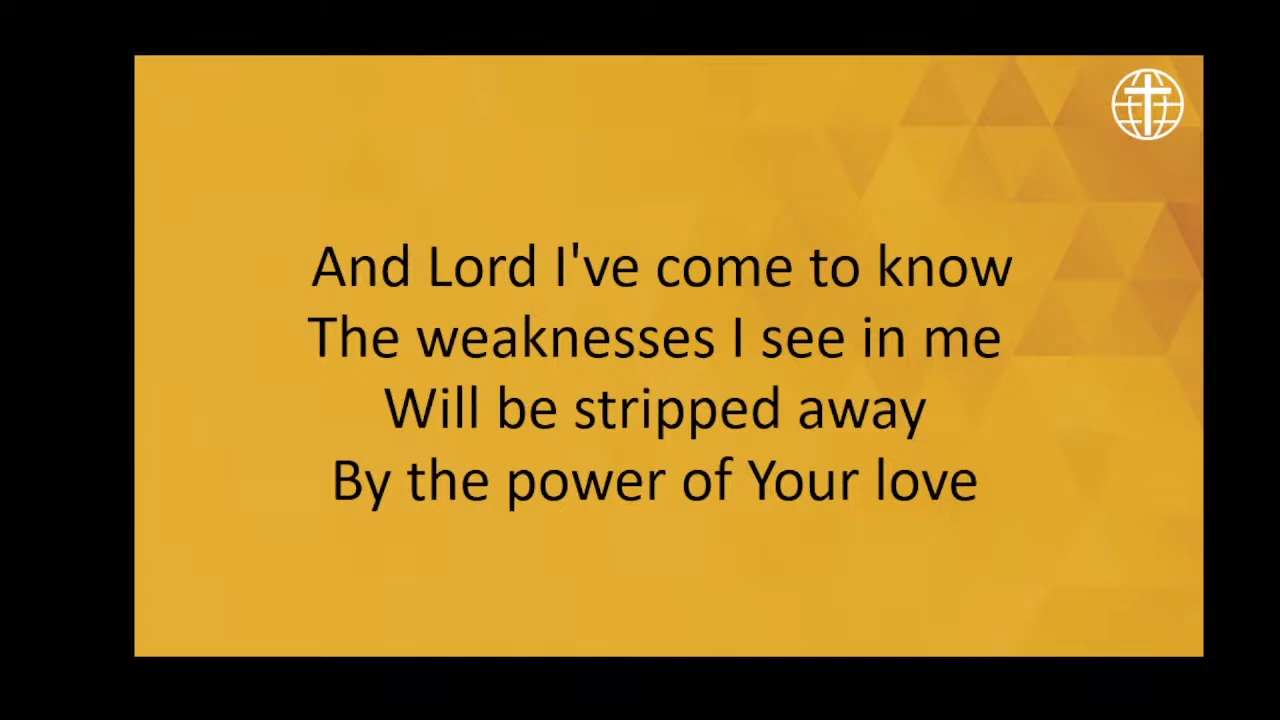 And Lord I've come to know
The weaknesses I see in me
Will be stripped away
By the power of Your love